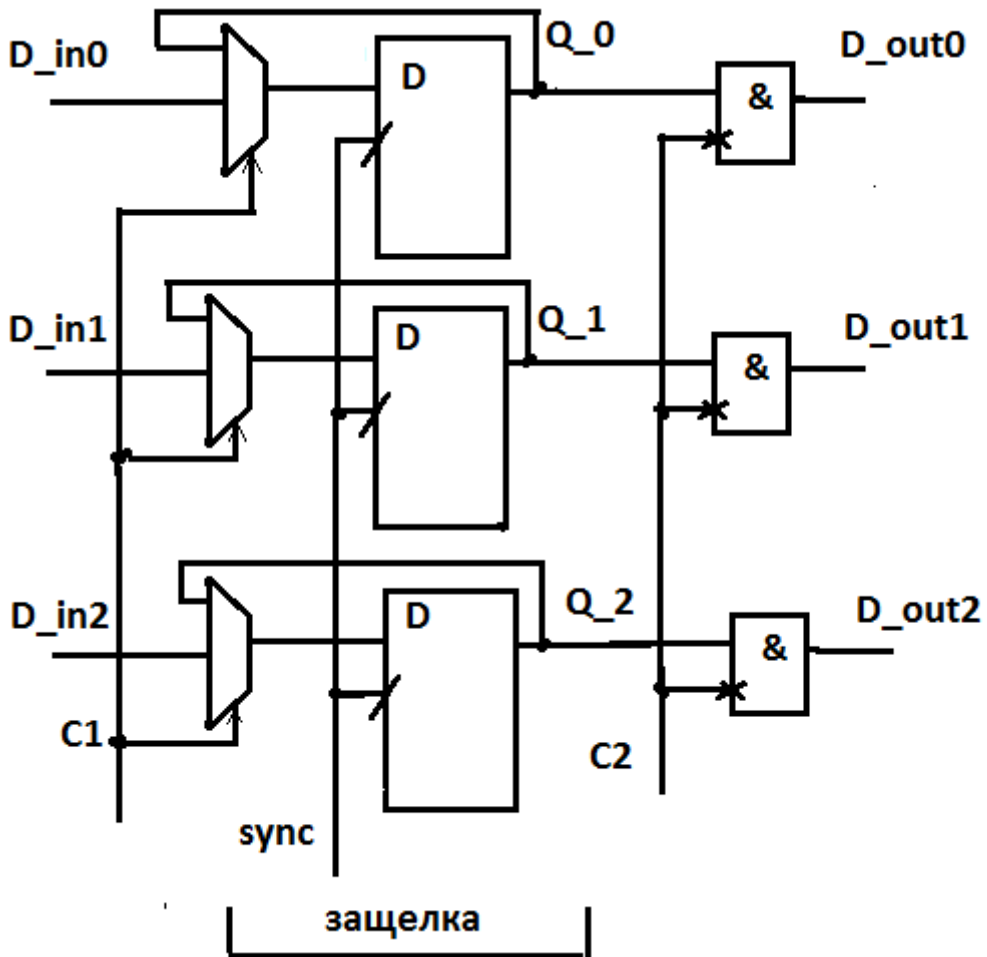 D_in0
D
Q_0
&
D_out0
D_in1
D
Q_1
&
D_out1
D_in2
D
Q_2
&
D_out2
C1
C2
sync
защелка